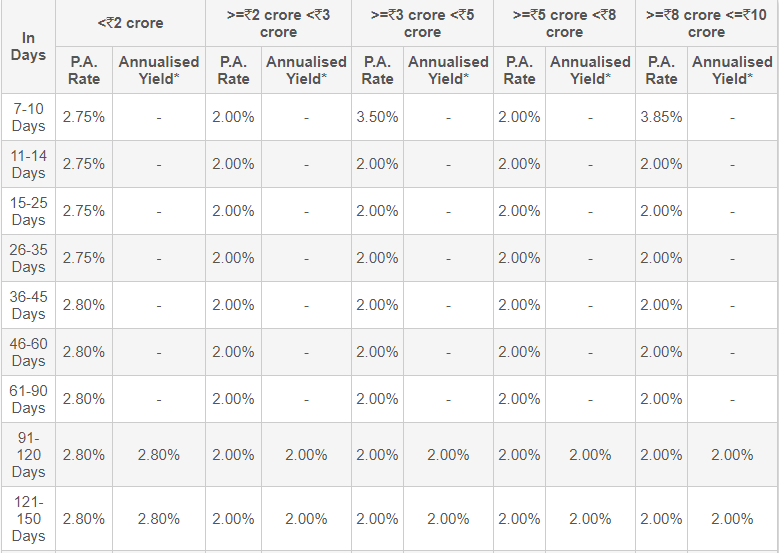 In Days <₹2 crore >=₹2 crore <₹3 crore >=₹3 crore <₹5 crore >=₹5 crore <₹8 crore >=₹8 crore <=₹10 crore
P.A. Rate Annualised Yield* P.A. Rate Annualised Yield* P.A. Rate Annualised Yield* P.A. Rate Annualised Yield* P.A. Rate Annualised Yield*
7-10 Days 2.75% - 2.00% - 3.50% - 2.00% - 3.85% -
11-14 Days 2.75% - 2.00% - 2.00% - 2.00% - 2.00% -
15-25 Days 2.75% - 2.00% - 2.00% - 2.00% - 2.00% -
26-35 Days 2.75% - 2.00% - 2.00% - 2.00% - 2.00% -
36-45 Days 2.80% - 2.00% - 2.00% - 2.00% - 2.00% -
46-60 Days 2.80% - 2.00% - 2.00% - 2.00% - 2.00% -
61-90 Days 2.80% - 2.00% - 2.00% - 2.00% - 2.00% -
91-120 Days 2.80% 2.80% 2.00% 2.00% 2.00% 2.00% 2.00% 2.00% 2.00% 2.00%
121-150 Days 2.80% 2.80% 2.00% 2.00% 2.00% 2.00% 2.00% 2.00% 2.00% 2.00%